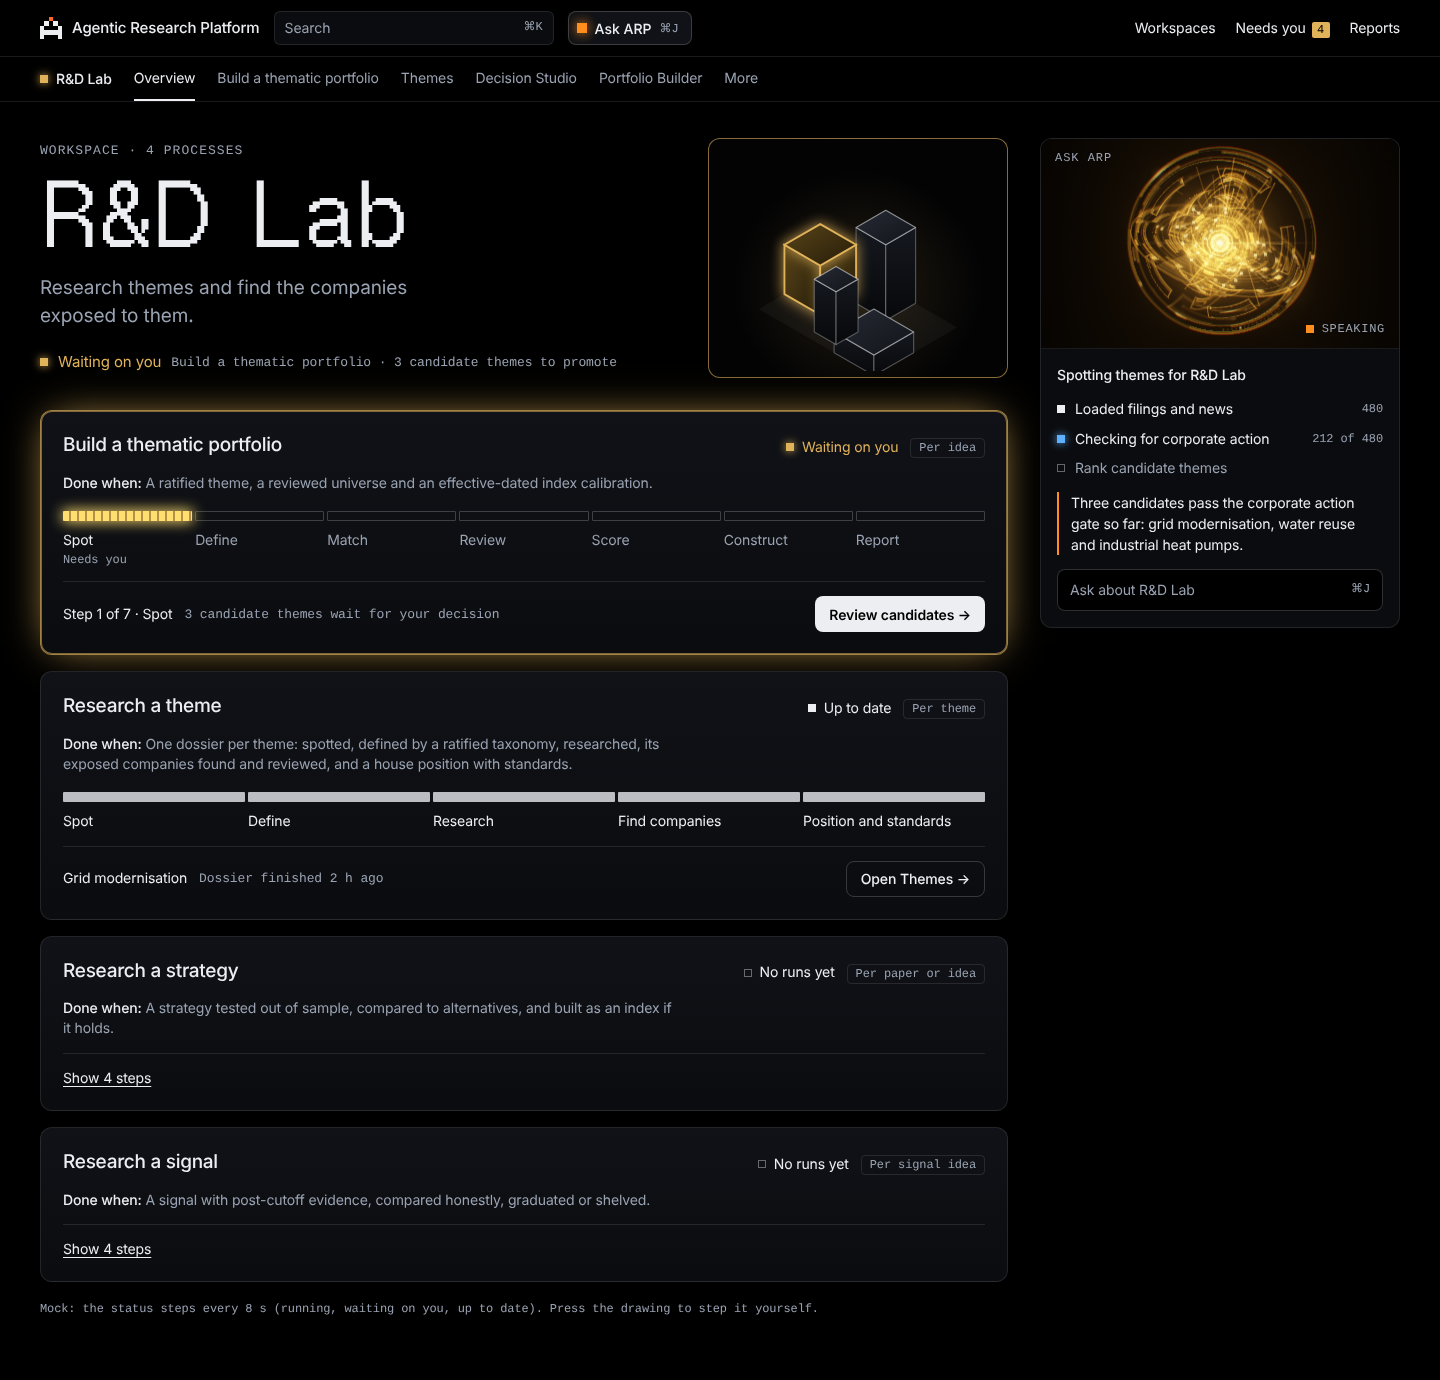 Agentic Research Platform
Search ⌘K
Ask ARP ⌘J
Workspaces
Needs you 4
Reports
R&D Lab
Overview
Build a thematic portfolio
Themes
Decision Studio
Portfolio Builder
More
WORKSPACE · 4 PROCESSES
R&D Lab
Research themes and find the companies
exposed to them.
Waiting on you Build a thematic portfolio · 3 candidate themes to promote
Build a thematic portfolio
Waiting on you Per idea
Done when: A ratified theme, a reviewed universe and an effective-dated index calibration.
Spot
Needs you
Define
Match
Review
Score
Construct
Report
Step 1 of 7 · Spot 3 candidate themes wait for your decision
Review candidates →
Research a theme
Up to date Per theme
Done when: One dossier per theme: spotted, defined by a ratified taxonomy, researched, its
exposed companies found and reviewed, and a house position with standards.
Spot
Define
Research
Find companies
Position and standards
Grid modernisation Dossier finished 2 h ago
Open Themes →
Research a strategy
No runs yet Per paper or idea
Done when: A strategy tested out of sample, compared to alternatives, and built as an index if
it holds.
Show 4 steps
Research a signal
No runs yet Per signal idea
Done when: A signal with post-cutoff evidence, compared honestly, graduated or shelved.
Show 4 steps
Mock: the status steps every 8 s (running, waiting on you, up to date). Press the drawing to step it yourself.
ASK ARP
SPEAKING
Spotting themes for R&D Lab
Loaded filings and news 480
Checking for corporate action 212 of 480
Rank candidate themes
Three candidates pass the corporate action
gate so far: grid modernisation, water reuse
and industrial heat pumps.
Ask about R&D Lab ⌘J